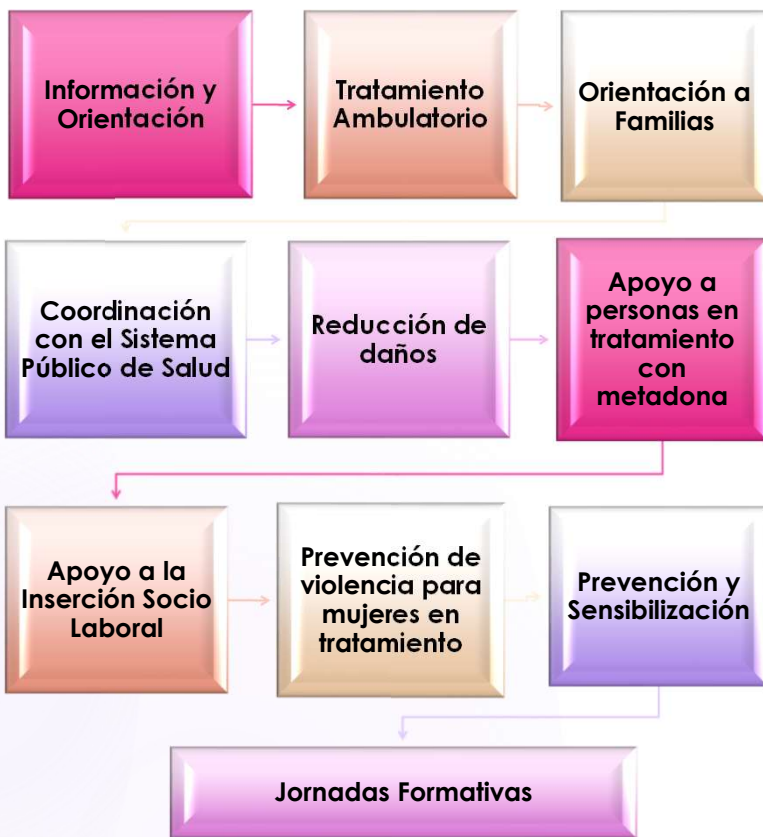 Información y
Orientación
Tratamiento
Ambulatorio
Orientación a
Familias
Coordinación
con el Sistema
Público de Salud
Reducción de
daños
Apoyo a
personas en
tratamiento
con
metadona
Apoyo a la
Inserción Socio
Laboral
Prevención de
violencia para
mujeres en
tratamiento
Prevención y
Sensibilización
Jornadas Formativas